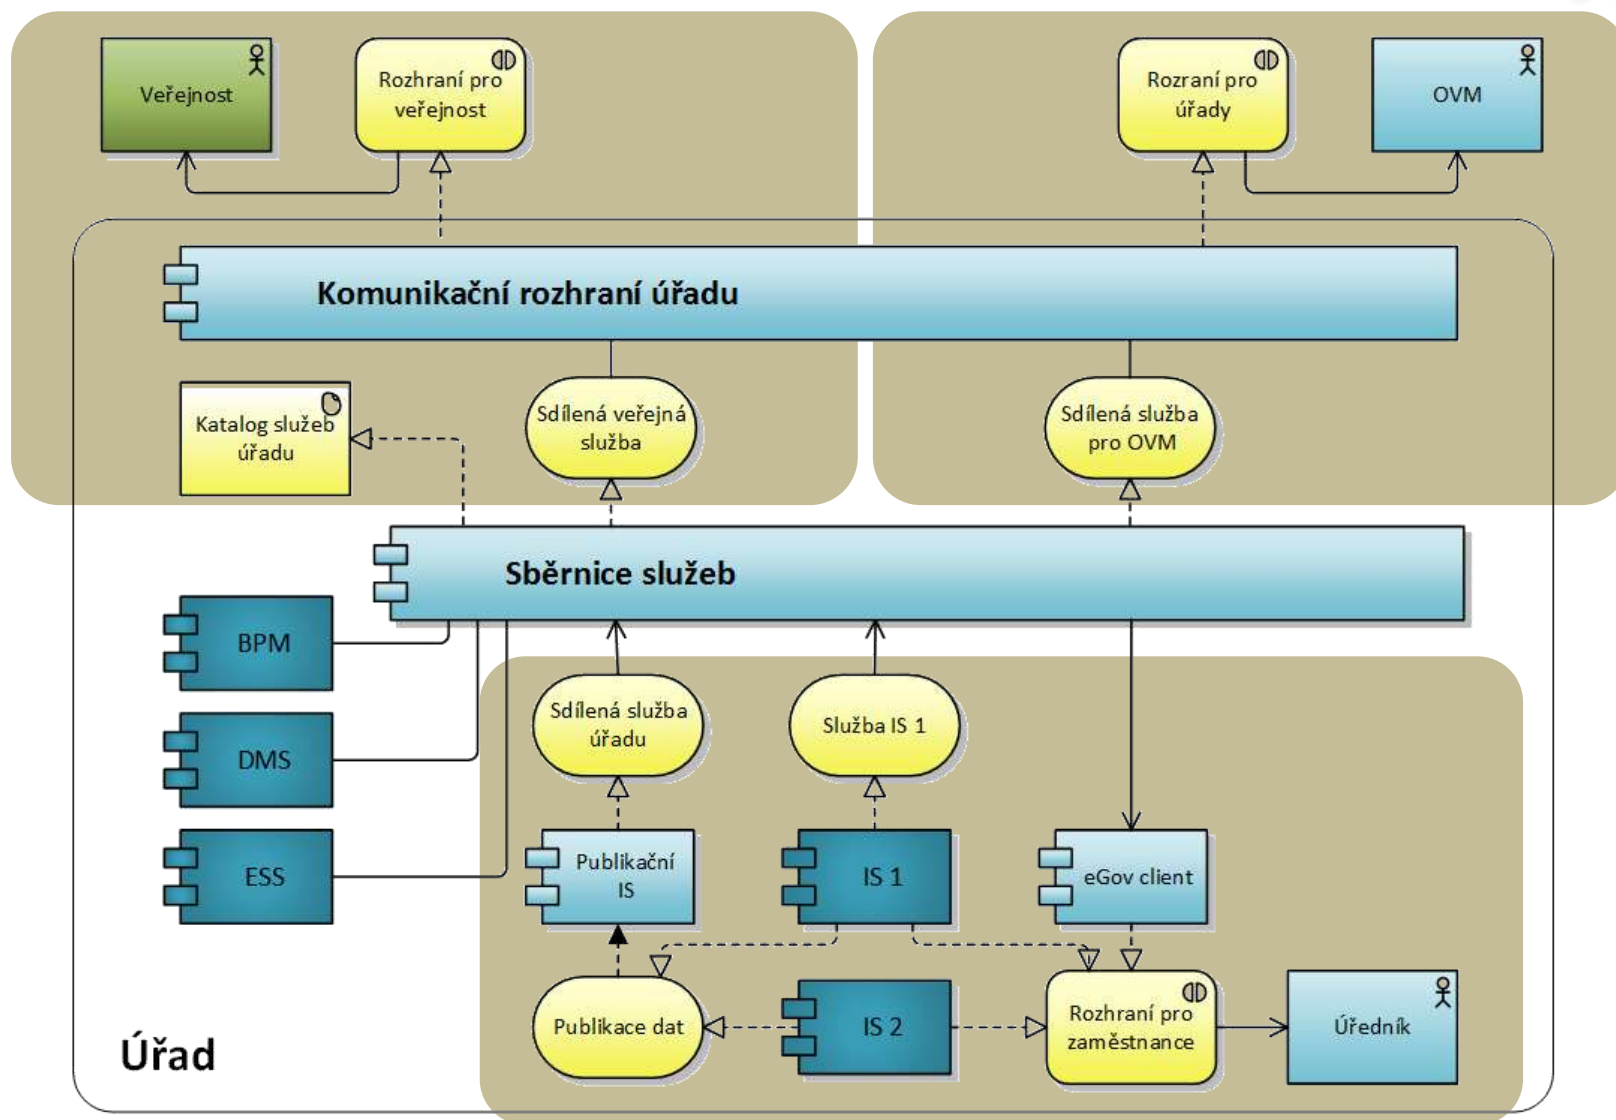 Veřejnost
Rozhraní pro
veřejnost
Rozraní pro
úřady
OVM
Komunikační rozhraní úřadu
Katalog služeb
úřadu
Sdílená veřejná
služba
Sdílená služba
pro OVM
Sběrnice služeb
BPM
DMS
ESS
Sdílená služba
úřadu
Služba IS 1
Publikační
IS
IS 1
eGov client
Publikace dat
IS 2
Rozhraní pro
zaměstnance
Úředník
Úřad